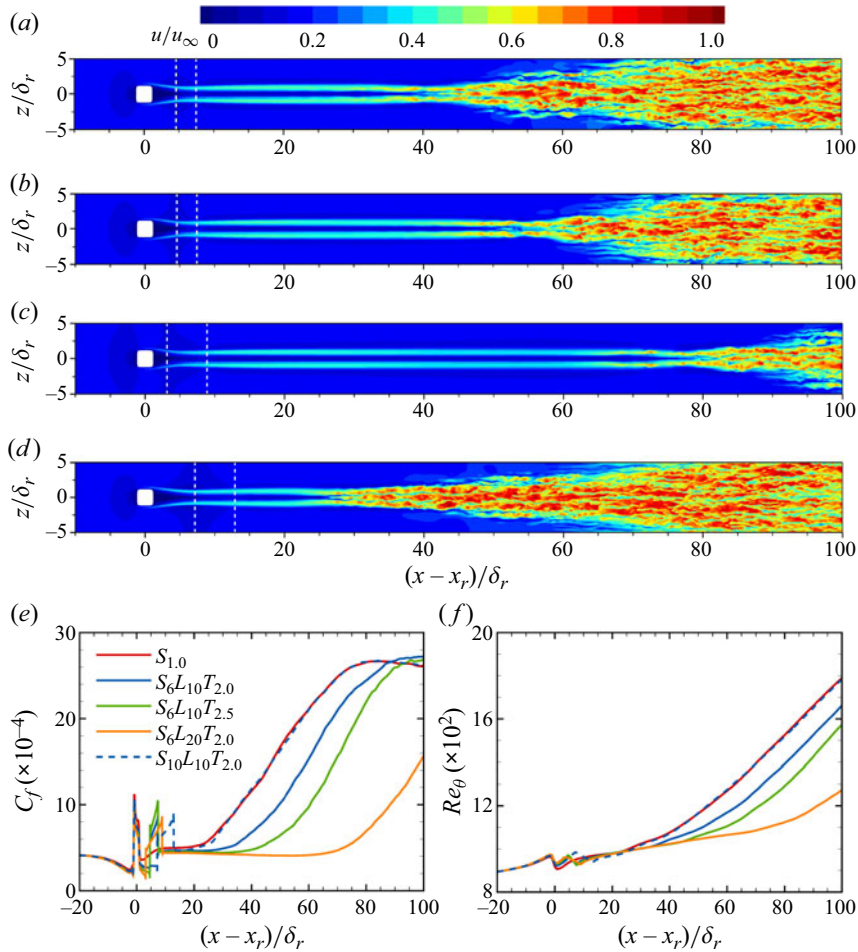 (a) u/u∞ 0 0.2 0.4 0.6 0.8 1.0
5
z/δr 0
−5
0 20 40 60 80 100
(b)
5
z/δr 0
−5
0 20 40 60 80 100
(c)
5
z/δr 0
−5
0 20 40 60 80 100
(d)
5
z/δr 0
−5
0 20 40 60 80 100
(x − xr)/δr
(e)
30
20
10
0
Cf (×10−4)
S1.0
S6L10T2.0
S6L10T2.5
S6L20T2.0
S10L10T2.0
−20 0 20 40 60 80 100
(x − xr)/δr
(f)
20
16
12
8
Reθ (×102)
−20 0 20 40 60 80 100
(x − xr)/δr